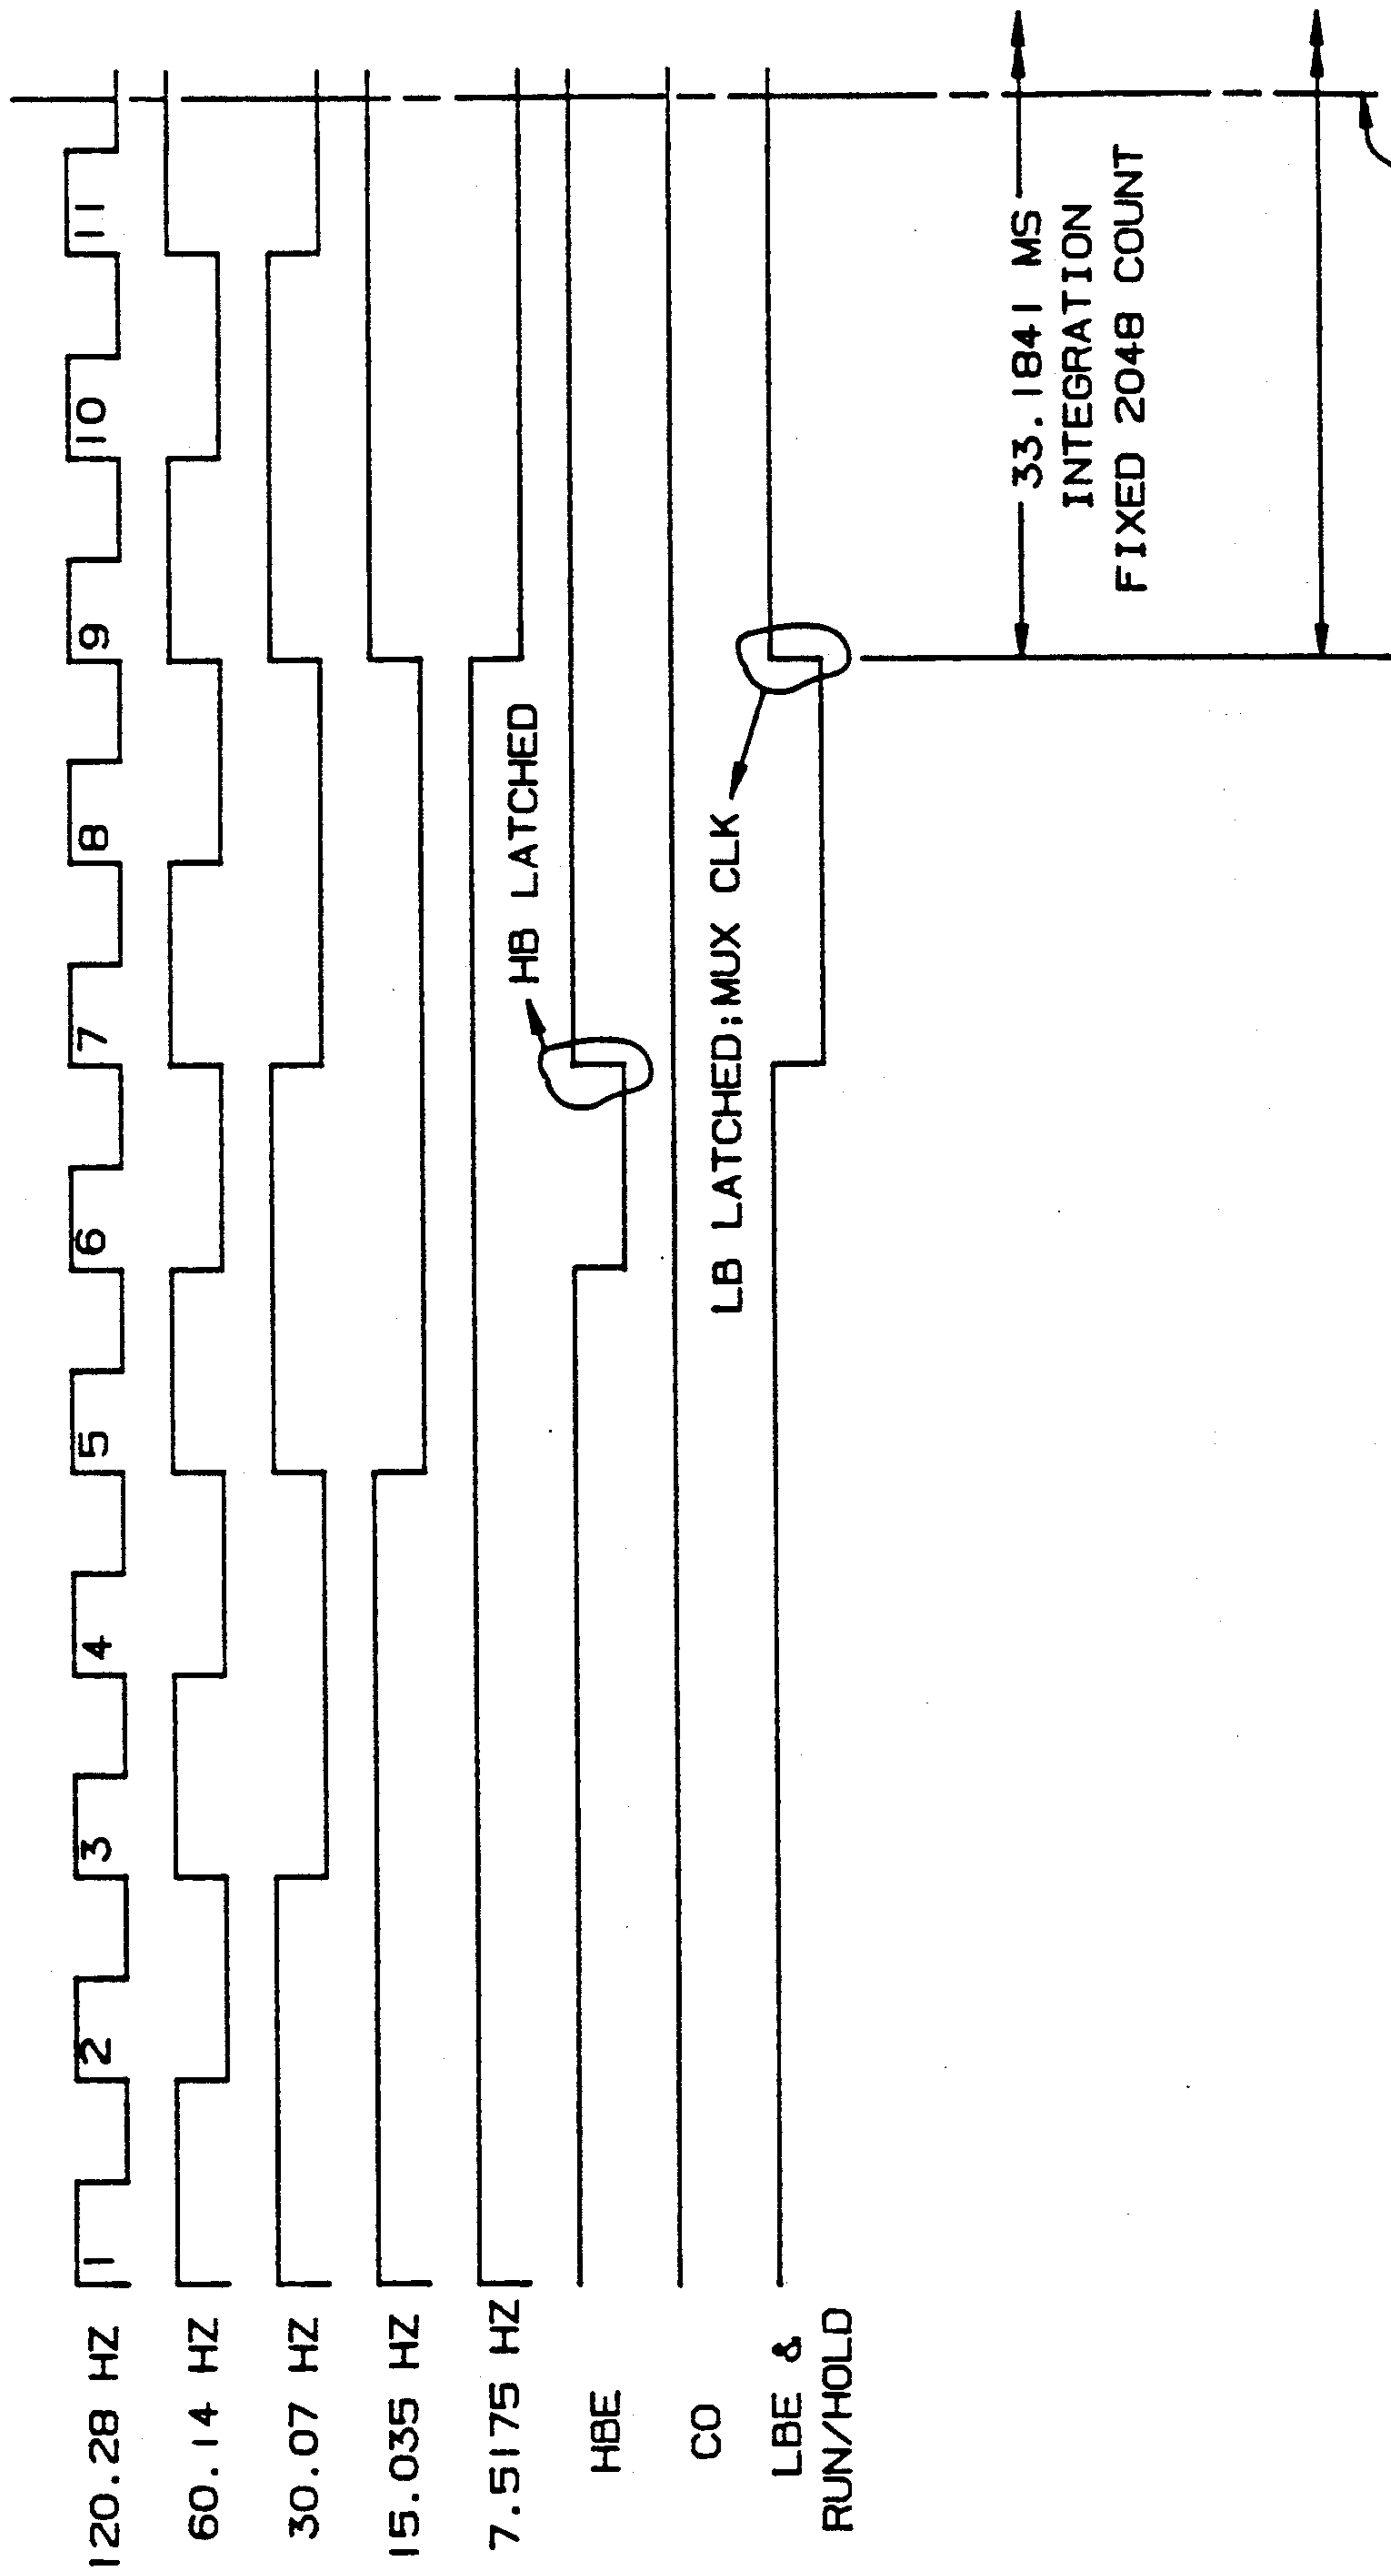 120.28 HZ
1 2 3 4 5 6 7 8 9 10 11
60.14 HZ
30.07 HZ
15.035 HZ
7.5175 HZ
HB LATCHED
HBE
CO
LB LATCHED;MUX CLK
LBE &
RUN/HOLD
33.1841 MS
INTEGRATION
FIXED 2048 COUNT